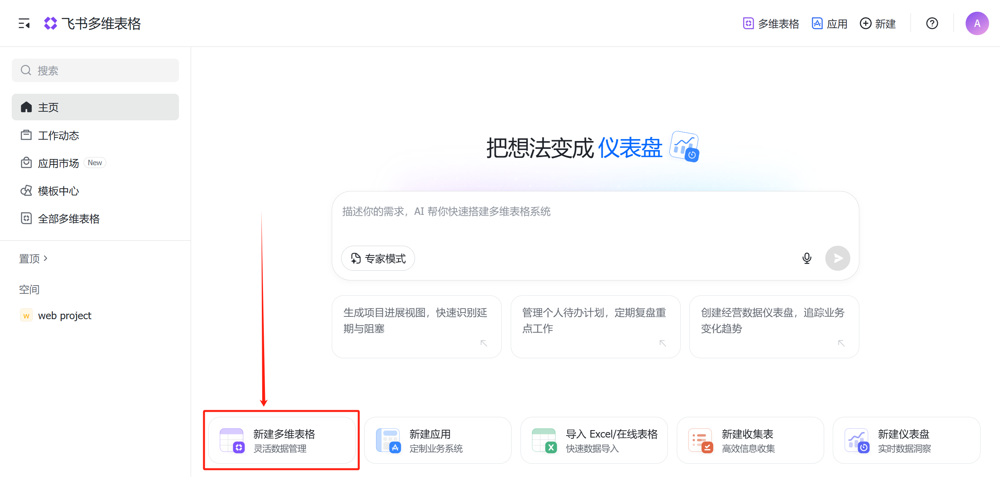 飞书多维表格
多维表格
应用
新建
A
搜索
主页
工作动态
应用市场 New
模板中心
全部多维表格
置顶
空间
w web project
把想法变成 仪表盘
描述你的需求，AI 帮你快速搭建多维表格系统
专家模式
生成项目进展视图，快速识别延
期与阻塞
管理个人待办计划，定期复盘重
点工作
创建经营数据仪表盘，追踪业务
变化趋势
新建多维表格
灵活数据管理
新建应用
定制业务系统
导入 Excel/在线表格
快速数据导入
新建收集表
高效信息收集
新建仪表盘
实时数据洞察